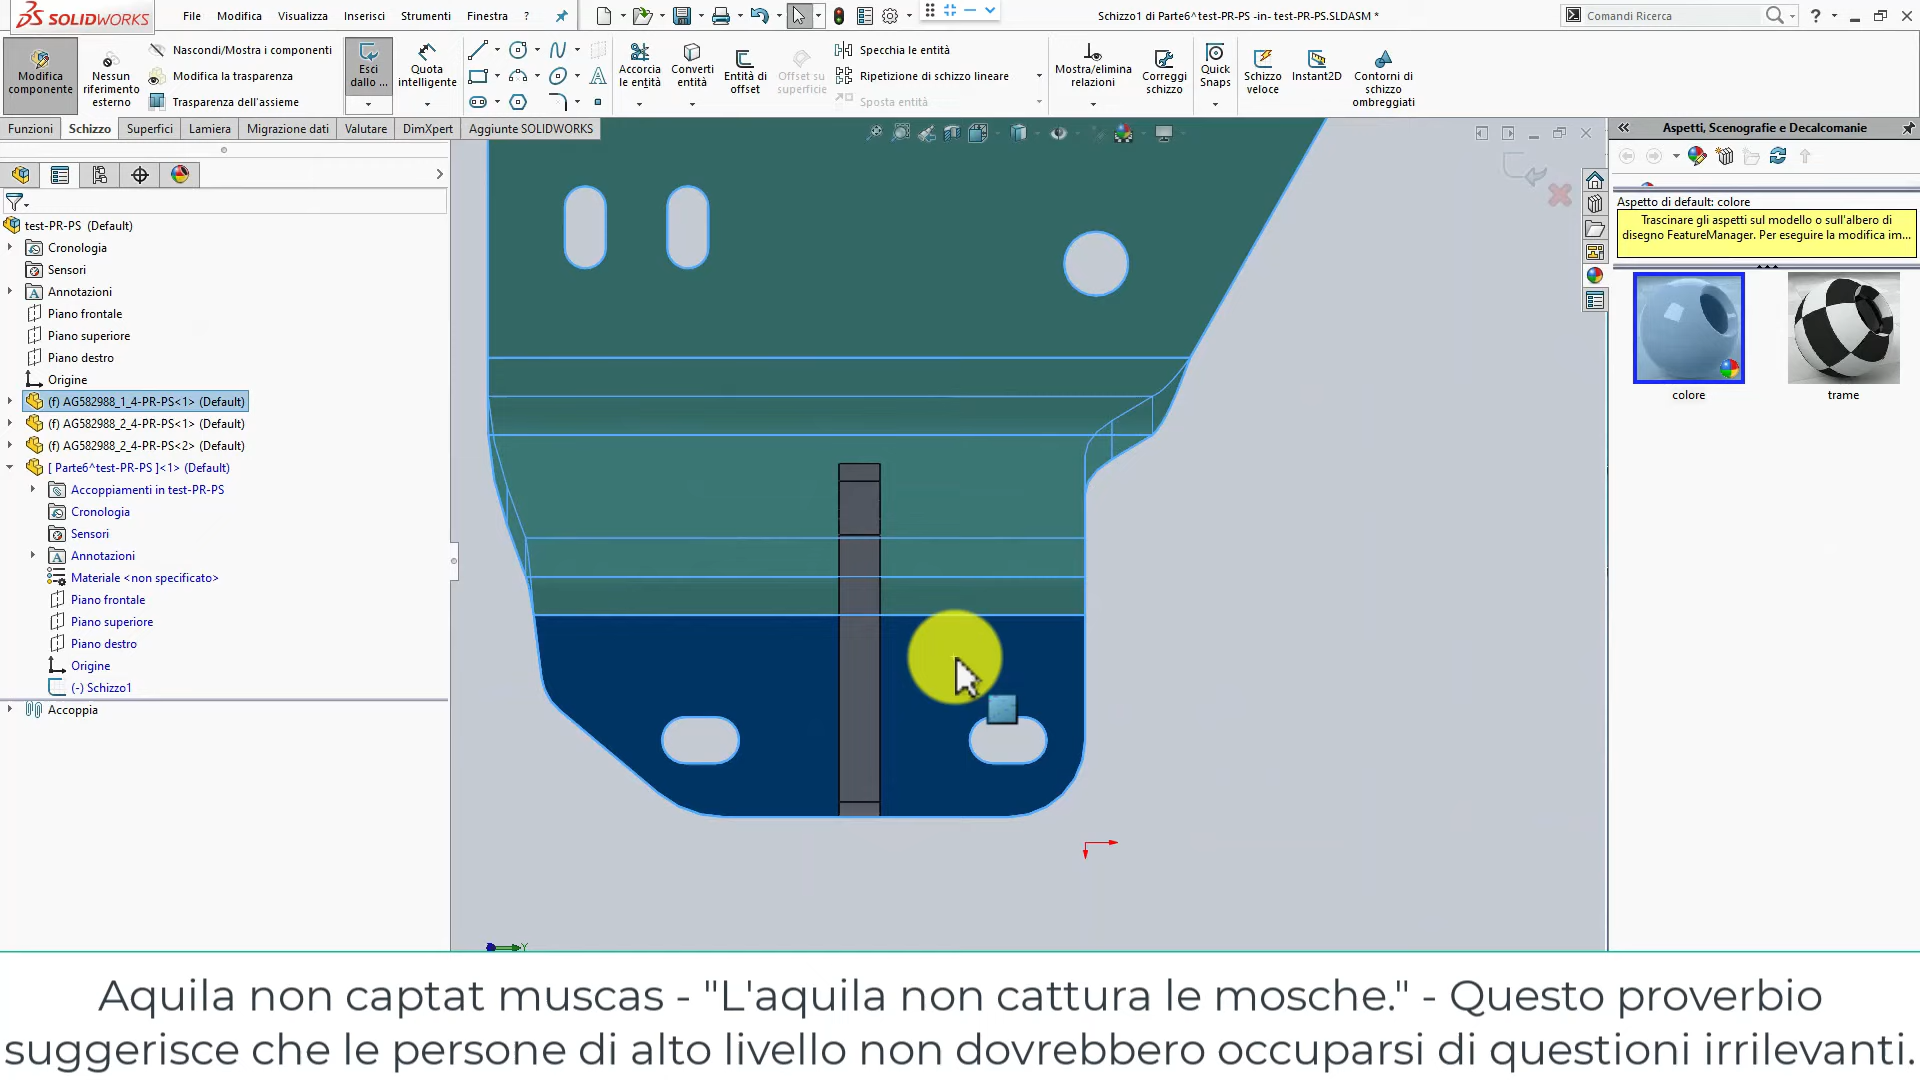 SOLIDWORKS
File Modifica Visualizza Inserisci Strumenti Finestra ?
Schizzo1 di Parte6^test-PR-PS -in- test-PR-PS.SLDASM *
Comandi Ricerca
Modifica componente
Nessun riferimento esterno
Nascondi/Mostra i componenti
Modifica la trasparenza
Trasparenza dell'assieme
Esci dallo ...
Quota intelligente
Accorcia le entità
Converti entità
Entità di offset
Offset su superficie
Specchia le entità
Ripetizione di schizzo lineare
Sposta entità
Mostra/elimina relazioni
Correggi schizzo
Quick Snaps
Schizzo veloce
Instant2D
Contorni di schizzo ombreggiati
Funzioni Schizzo Superfici Lamiera Migrazione dati Valutare DimXpert Aggiunte SOLIDWORKS
test-PR-PS (Default)
Cronologia
Sensori
Annotazioni
Piano frontale
Piano superiore
Piano destro
Origine
(f) AG582988_1_4-PR-PS<1> (Default)
(f) AG582988_2_4-PR-PS<1> (Default)
(f) AG582988_2_4-PR-PS<2> (Default)
[ Parte6^test-PR-PS ]<1> (Default)
Accoppiamenti in test-PR-PS
Cronologia
Sensori
Annotazioni
Materiale <non specificato>
Piano frontale
Piano superiore
Piano destro
Origine
(-) Schizzo1
Accoppia
Y
Aspetti, Scenografie e Decalcomanie
Aspetto di default: colore
Trascinare gli aspetti sul modello o sull'albero di
disegno FeatureManager. Per eseguire la modifica im...
colore
trame
Aquila non captat muscas - "L'aquila non cattura le mosche." - Questo proverbio
suggerisce che le persone di alto livello non dovrebbero occuparsi di questioni irrilevanti.